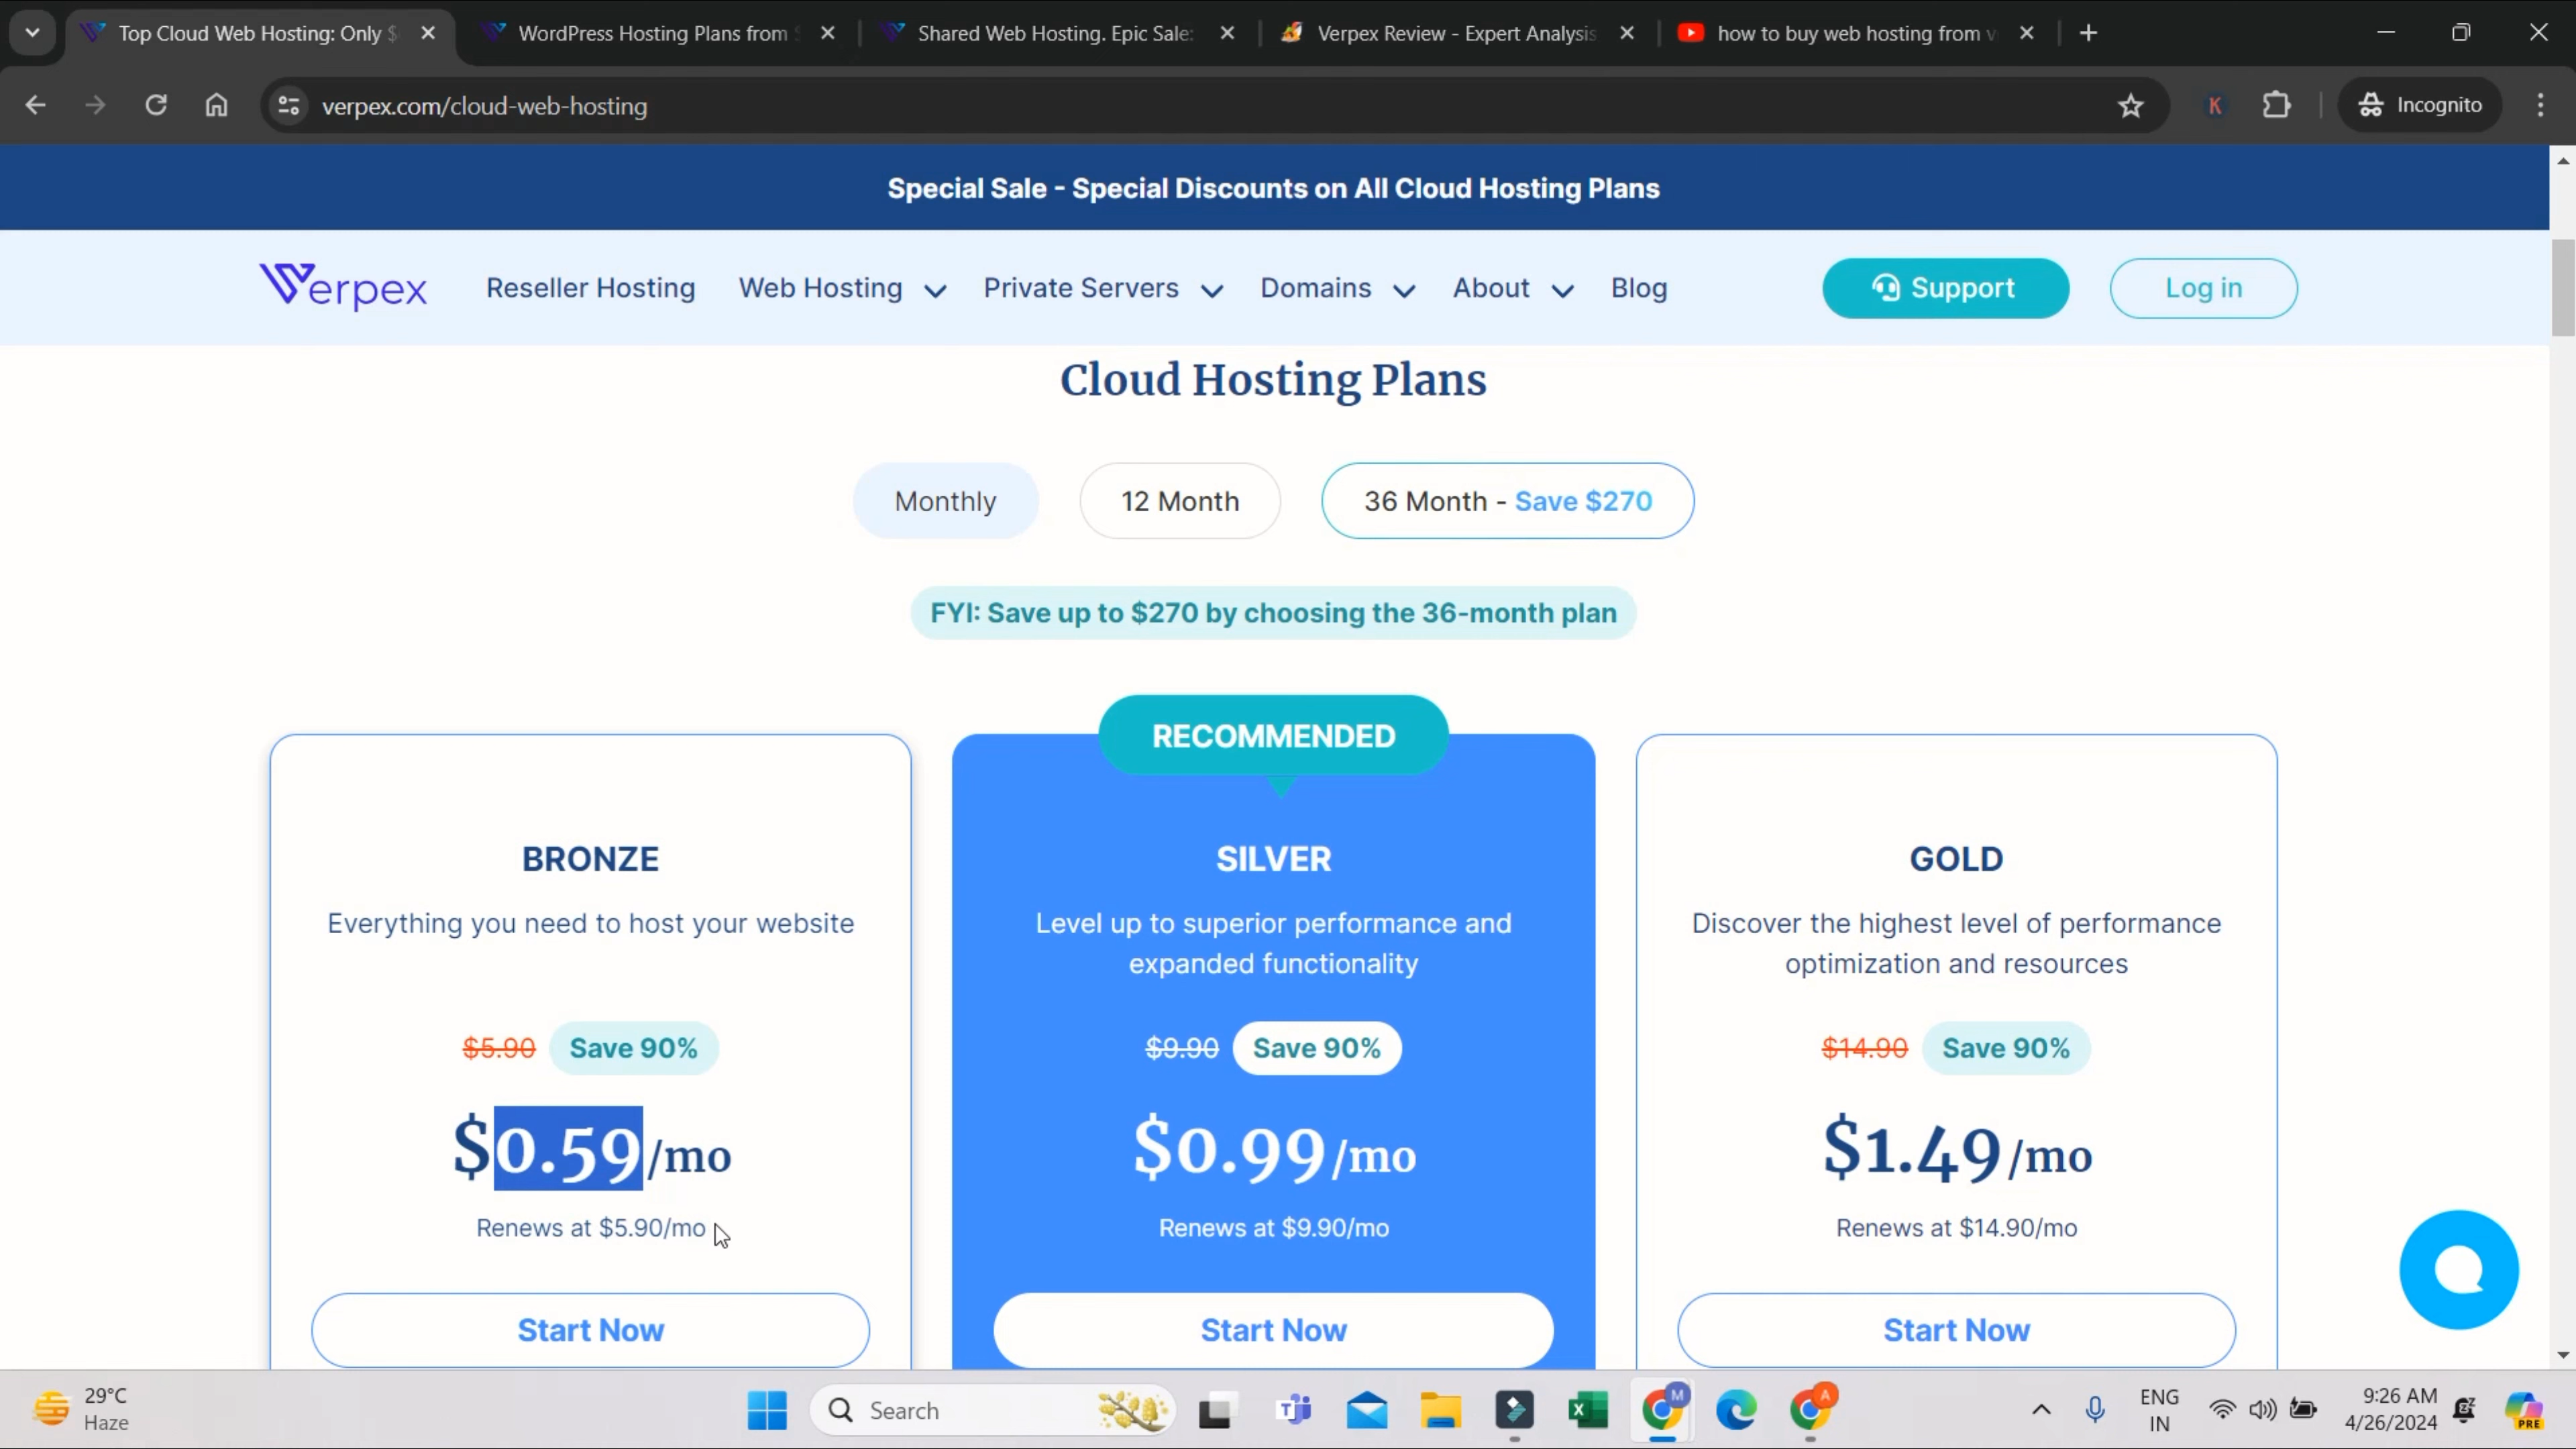 Top Cloud Web Hosting: Only $
WordPress Hosting Plans from $
Shared Web Hosting. Epic Sale:
Verpex Review - Expert Analysis
how to buy web hosting from v
verpex.com/cloud-web-hosting
K
Incognito
Special Sale - Special Discounts on All Cloud Hosting Plans
Verpex
Reseller Hosting
Web Hosting
Private Servers
Domains
About
Blog
Support
Log in
Cloud Hosting Plans
Monthly
12 Month
36 Month - Save $270
FYI: Save up to $270 by choosing the 36-month plan
RECOMMENDED
BRONZE
Everything you need to host your website
$5.90 Save 90%
$0.59/mo
Renews at $5.90/mo
Start Now
SILVER
Level up to superior performance and
expanded functionality
$9.90 Save 90%
$0.99/mo
Renews at $9.90/mo
Start Now
GOLD
Discover the highest level of performance
optimization and resources
$14.90 Save 90%
$1.49/mo
Renews at $14.90/mo
Start Now
29°C
Haze
Search
M
A
ENG
IN
9:26 AM
4/26/2024
PRE